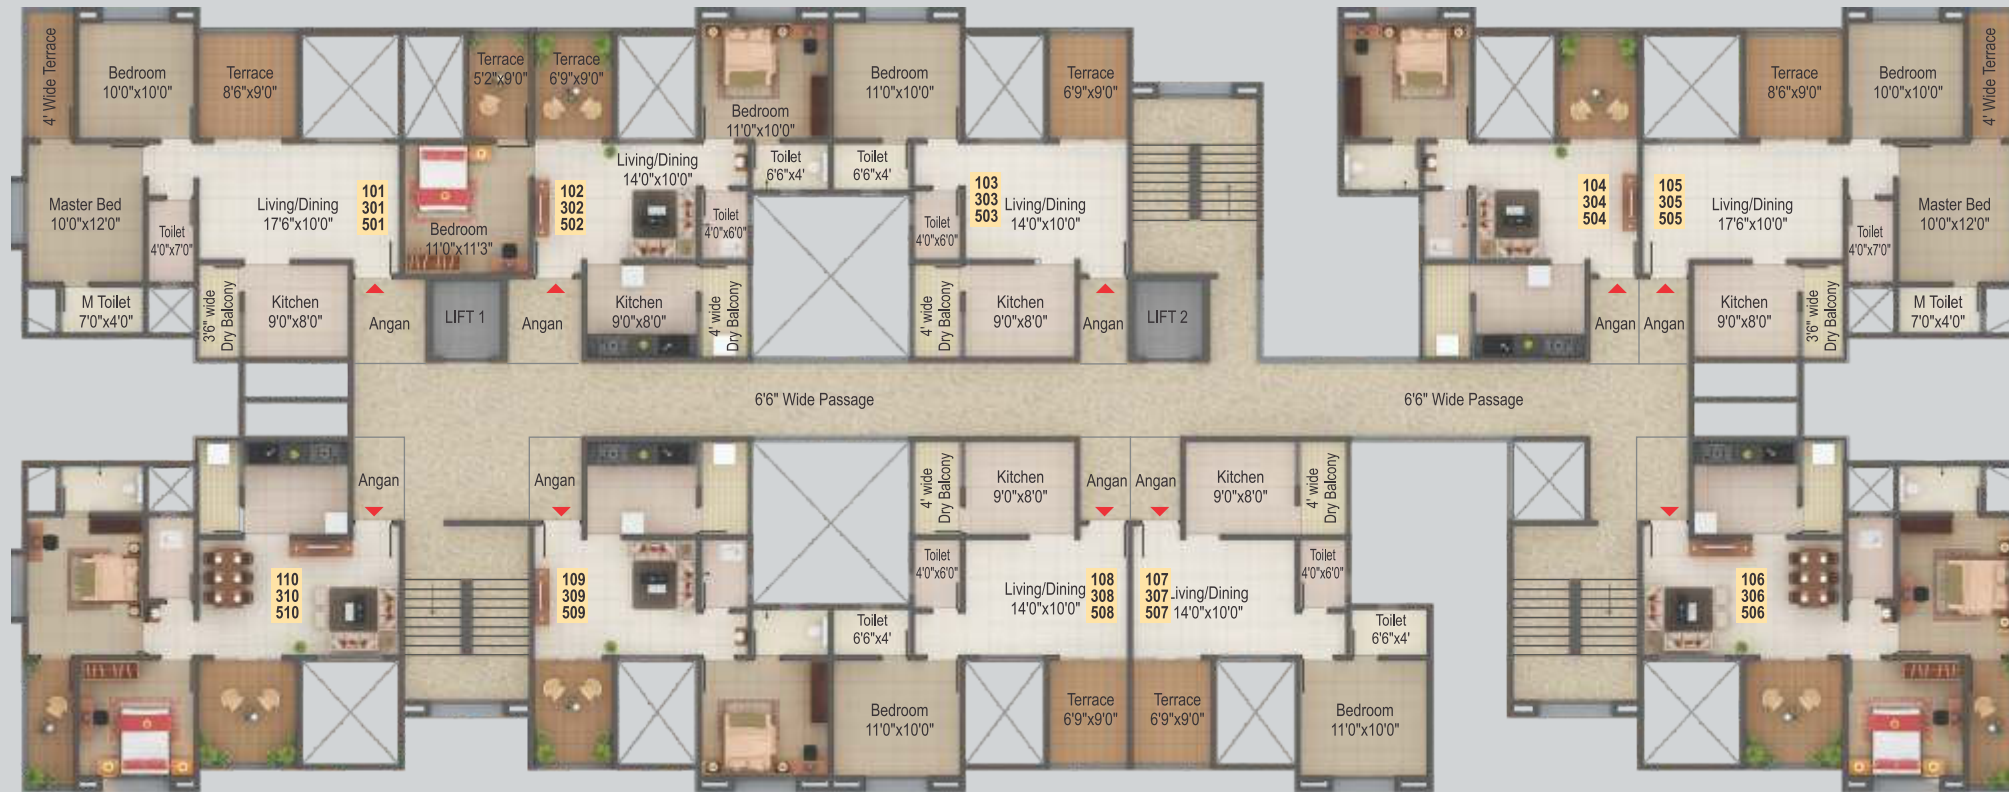 4' Wide Terrace
Bedroom
10'0"x10'0"
Terrace
8'6"x9'0"
Master Bed
10'0"x12'0"
Toilet
4'0"x7'0"
Living/Dining
17'6"x10'0"
101
301
501
M Toilet
7'0"x4'0"
3'6" wide
Dry Balcony
Kitchen
9'0"x8'0"
Angan
LIFT 1
Terrace
5'2"x9'0"
Bedroom
11'0"x11'3"
Terrace
6'9"x9'0"
102
302
502
Living/Dining
14'0"x10'0"
Bedroom
11'0"x10'0"
Toilet
6'6"x4'
Toilet
4'0"x6'0"
Angan
Kitchen
9'0"x8'0"
4' wide
Dry Balcony
Bedroom
11'0"x10'0"
Terrace
6'9"x9'0"
Toilet
6'6"x4'
Toilet
4'0"x6'0"
103
303
503
Living/Dining
14'0"x10'0"
4' wide
Dry Balcony
Kitchen
9'0"x8'0"
Angan
LIFT 2
104
304
504
Angan
105
305
505
Terrace
8'6"x9'0"
Bedroom
10'0"x10'0"
4' Wide Terrace
Living/Dining
17'6"x10'0"
Toilet
4'0"x7'0"
Master Bed
10'0"x12'0"
Angan
Kitchen
9'0"x8'0"
3'6" wide
Dry Balcony
M Toilet
7'0"x4'0"
6'6" Wide Passage
6'6" Wide Passage
Angan
110
310
510
Angan
109
309
509
4' wide
Dry Balcony
Kitchen
9'0"x8'0"
Angan
Toilet
4'0"x6'0"
Living/Dining
14'0"x10'0"
108
308
508
Toilet
6'6"x4'
Bedroom
11'0"x10'0"
Terrace
6'9"x9'0"
Angan
Kitchen
9'0"x8'0"
4' wide
Dry Balcony
107
307
507
Living/Dining
14'0"x10'0"
Toilet
4'0"x6'0"
Toilet
6'6"x4'
Terrace
6'9"x9'0"
Bedroom
11'0"x10'0"
106
306
506